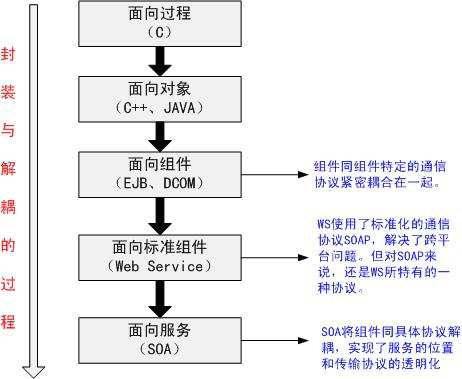 封装与解耦的过程
面向过程
（C）
面向对象
（C++、JAVA）
面向组件
（EJB、DCOM）
组件同组件特定的通信
协议紧密耦合在一起。
面向标准组件
（Web Service）
WS使用了标准化的通信
协议SOAP，解决了跨平
台问题。但对SOAP来
说，还是WS所特有的一
种协议。
面向服务
（SOA）
SOA将组件同具体协议解
耦，实现了服务的位置
和传输协议的透明化